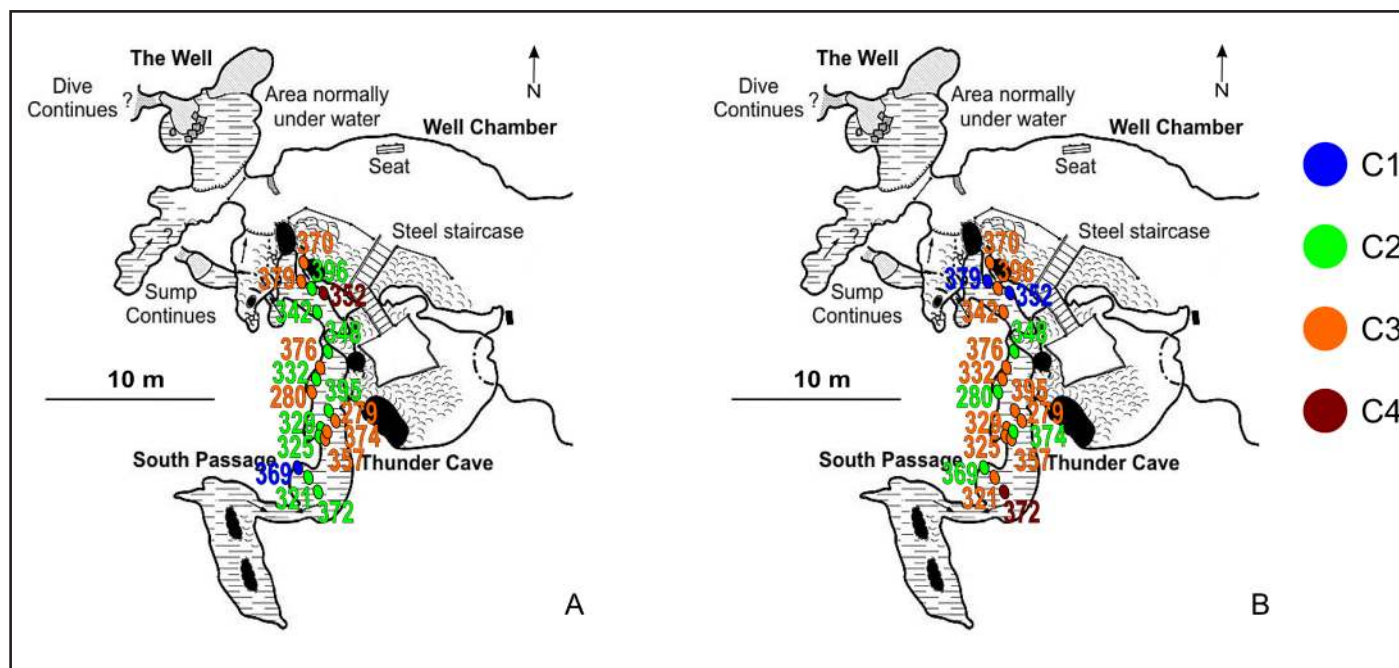 The Well
Dive
Continues
?
Area normally
under water
N
Well Chamber
Seat
Steel staircase
?
370
396
379
352
Sump
Continues
342
348
376
332
10 m
280
395
329
279
325
374
357
South Passage
Thunder Cave
369
321
372
A
The Well
Dive
Continues
?
Area normally
under water
N
Well Chamber
Seat
Steel staircase
?
370
396
379
352
Sump
Continues
342
348
376
332
10 m
280
395
329
279
325
374
357
South Passage
Thunder Cave
369
321
372
B
C1
C2
C3
C4